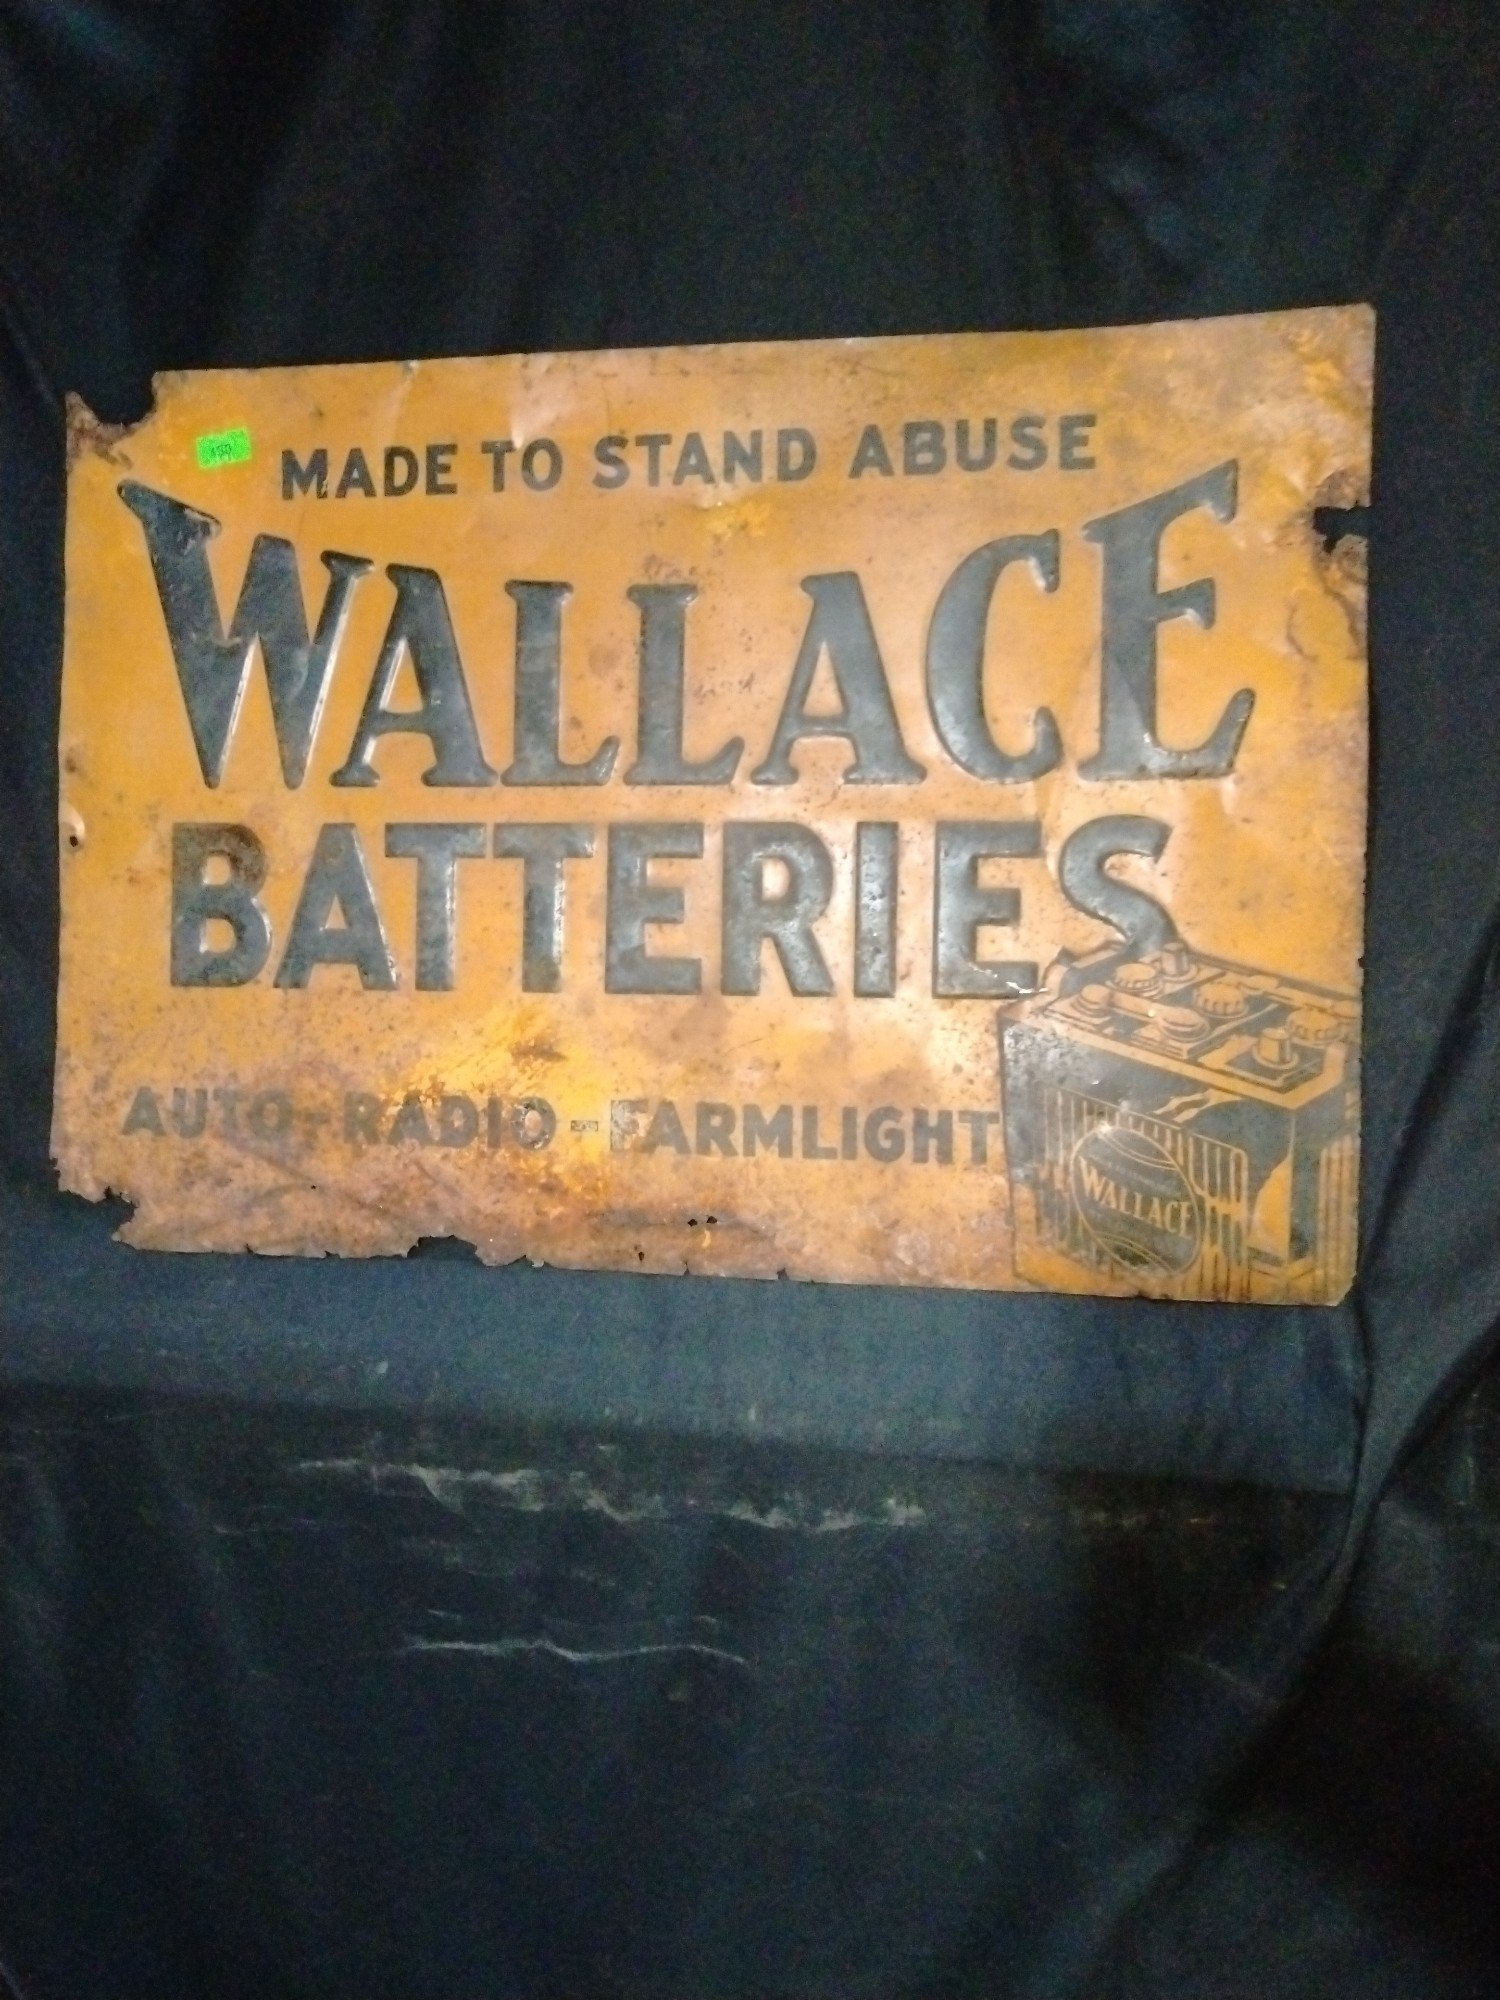 MADE TO STAND ABUSE
WALLACE
BATTERIES
AUTO-RADIO-FARMLIGHT
WALLACE